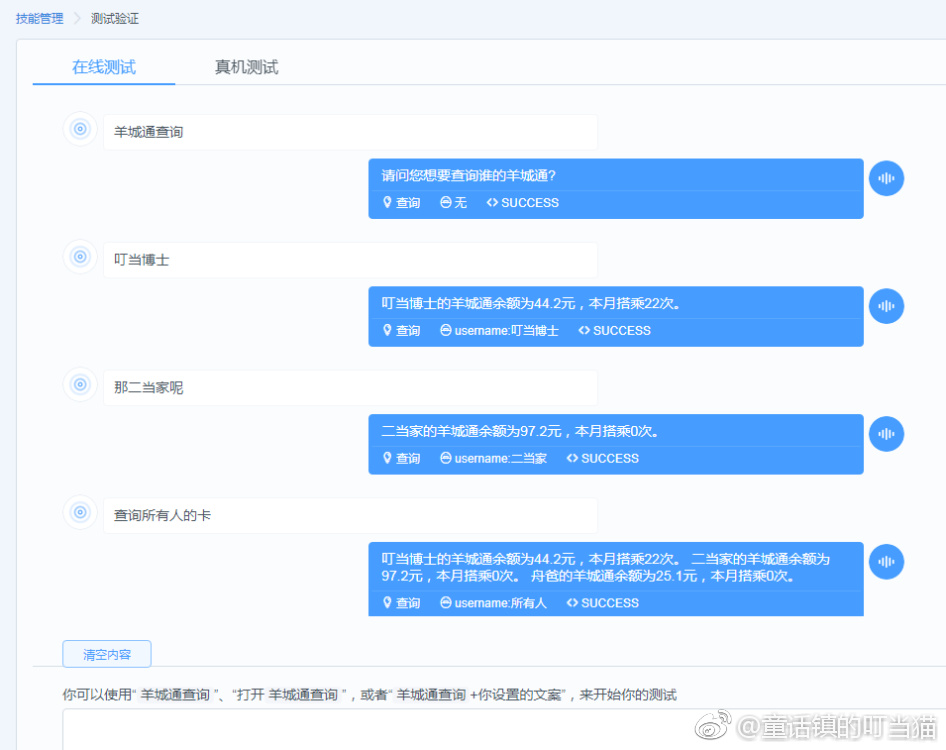 技能管理 > 测试验证
在线测试 真机测试
羊城通查询
请问您想要查询谁的羊城通?
查询 无 <> SUCCESS
叮当博士
叮当博士的羊城通余额为44.2元，本月搭乘22次。
查询 username:叮当博士 <> SUCCESS
那二当家呢
二当家的羊城通余额为97.2元，本月搭乘0次。
查询 username:二当家 <> SUCCESS
查询所有人的卡
叮当博士的羊城通余额为44.2元，本月搭乘22次。 二当家的羊城通余额为
97.2元，本月搭乘0次。 舟爸的羊城通余额为25.1元，本月搭乘0次。
查询 username:所有人 <> SUCCESS
清空内容
你可以使用“ 羊城通查询 ”、“打开 羊城通查询 ”，或者“ 羊城通查询 +你设置的文案”，来开始你的测试
@童话镇的叮当猫